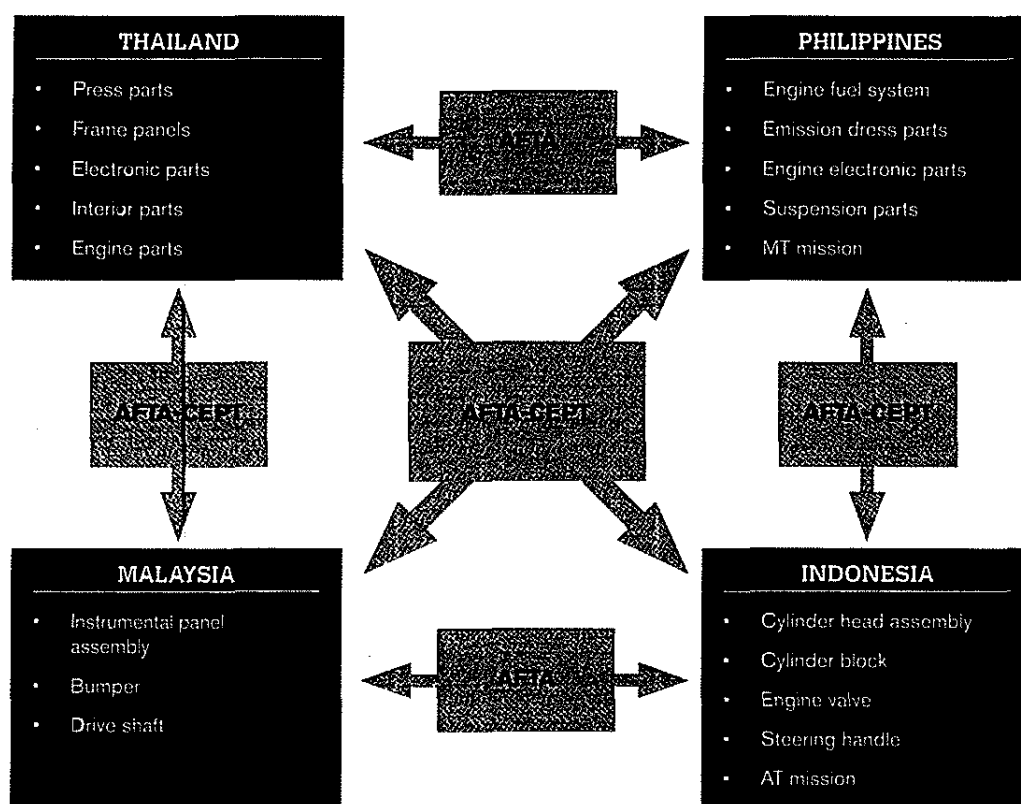 THAILAND
• Press parts
• Frame panels
• Electronic parts
• Interior parts
• Engine parts
AFTA
PHILIPPINES
• Engine fuel system
• Emission dress parts
• Engine electronic parts
• Suspension parts
• MT mission
AFTA-CEPT
AFTA-CEPT
AFTA-CEPT
MALAYSIA
• Instrumental panel
assembly
• Bumper
• Drive shaft
AFTA
INDONESIA
• Cylinder head assembly
• Cylinder block
• Engine valve
• Steering handle
• AT mission